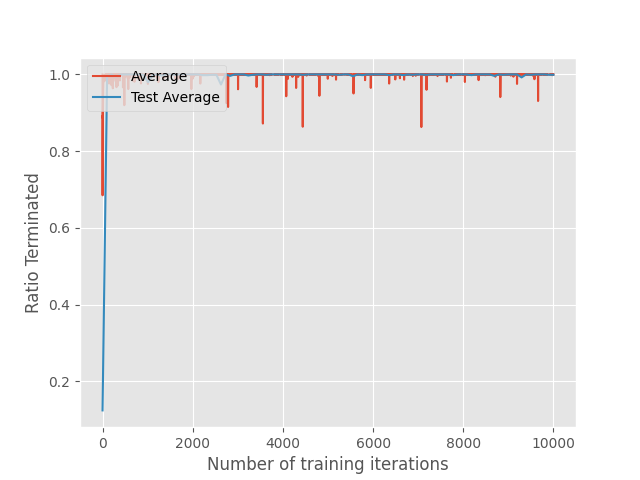 Average
Test Average
1.0
0.8
0.6
0.4
0.2
Ratio Terminated
0
2000
4000
6000
8000
10000
Number of training iterations